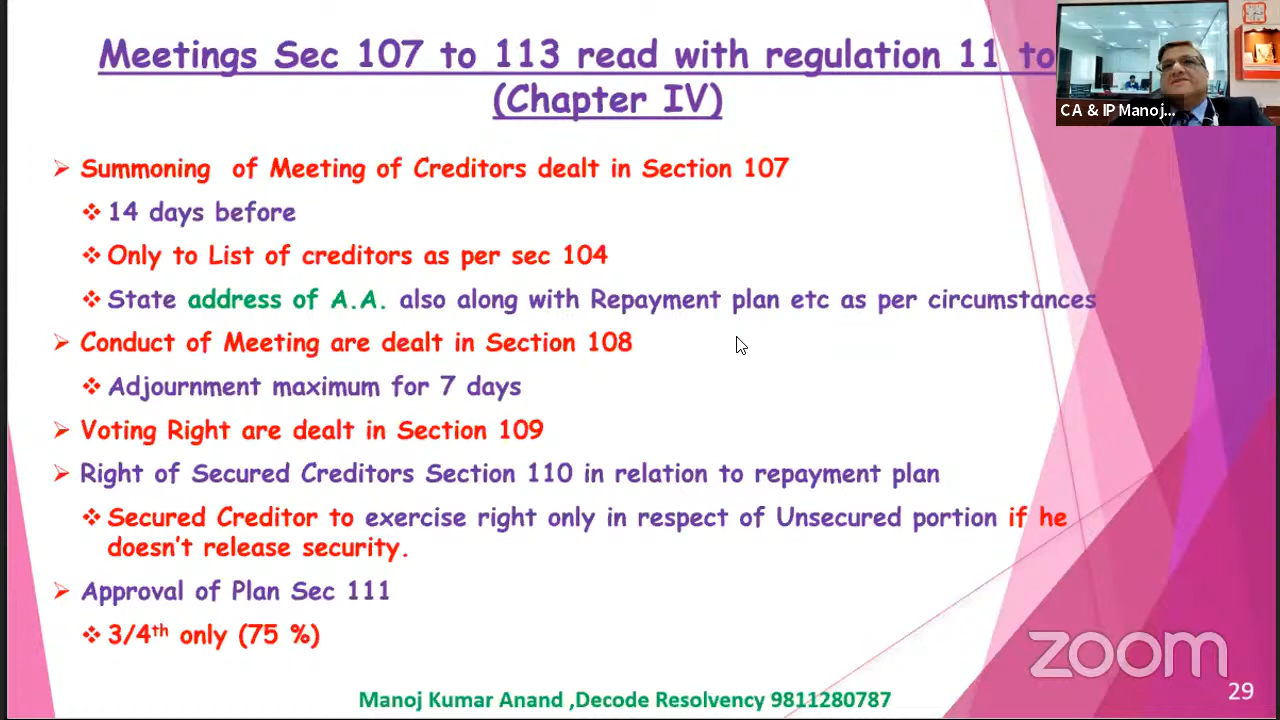 Meetings Sec 107 to 113 read with regulation 11 to
(Chapter IV)
CA & IP Manoj...
➢ Summoning of Meeting of Creditors dealt in Section 107
❖ 14 days before
❖ Only to List of creditors as per sec 104
❖ State address of A.A. also along with Repayment plan etc as per circumstances
➢ Conduct of Meeting are dealt in Section 108
❖ Adjournment maximum for 7 days
➢ Voting Right are dealt in Section 109
➢ Right of Secured Creditors Section 110 in relation to repayment plan
❖ Secured Creditor to exercise right only in respect of Unsecured portion if he
doesn't release security.
➢ Approval of Plan Sec 111
❖ 3/4th only (75 %)
zoom
Manoj Kumar Anand ,Decode Resolvency 9811280787
29